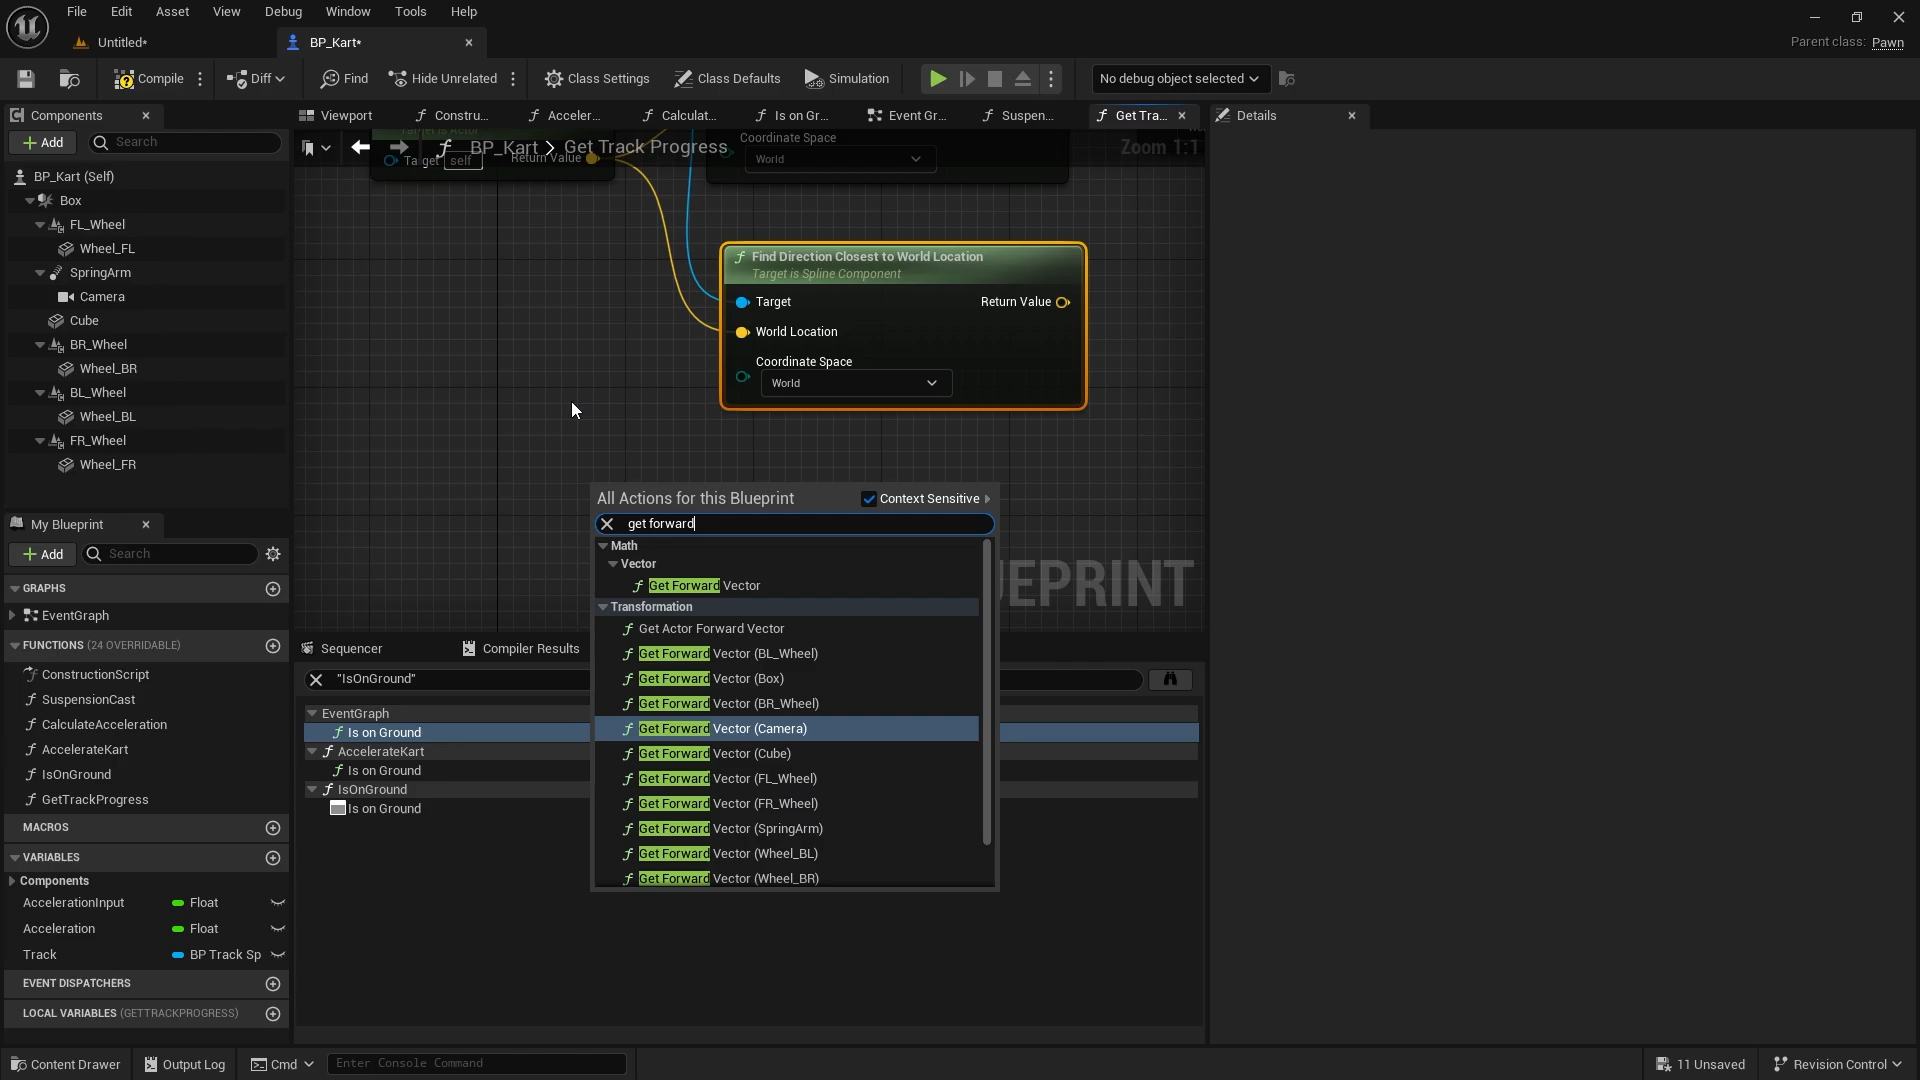 File Edit Asset View Debug Window Tools Help
Untitled*
BP_Kart*
Parent class: Pawn
Compile
Diff
Find
Hide Unrelated
Class Settings
Class Defaults
Simulation
No debug object selected
Components
Viewport
Constru...
Acceler...
Calculat...
Is on Gr...
Event Gr...
Suspen...
Get Tra...
Details
Add
Search
BP_Kart > Get Track Progress
Zoom 1:1
Target is Actor
Target self
Return Value
Coordinate Space
World
BP_Kart (Self)
Box
FL_Wheel
Wheel_FL
SpringArm
Camera
Cube
BR_Wheel
Wheel_BR
BL_Wheel
Wheel_BL
FR_Wheel
Wheel_FR
Find Direction Closest to World Location
Target is Spline Component
Target
Return Value
World Location
Coordinate Space
World
All Actions for this Blueprint
Context Sensitive
get forward
Math
Vector
Get Forward Vector
Transformation
Get Actor Forward Vector
Get Forward Vector (BL_Wheel)
Get Forward Vector (Box)
Get Forward Vector (BR_Wheel)
Get Forward Vector (Camera)
Get Forward Vector (Cube)
Get Forward Vector (FL_Wheel)
Get Forward Vector (FR_Wheel)
Get Forward Vector (SpringArm)
Get Forward Vector (Wheel_BL)
Get Forward Vector (Wheel_BR)
UEPRINT
My Blueprint
Add
Search
GRAPHS
EventGraph
FUNCTIONS (24 OVERRIDABLE)
ConstructionScript
SuspensionCast
CalculateAcceleration
AccelerateKart
IsOnGround
GetTrackProgress
MACROS
VARIABLES
Components
AccelerationInput Float
Acceleration Float
Track BP Track Sp
EVENT DISPATCHERS
LOCAL VARIABLES (GETTRACKPROGRESS)
Sequencer
Compiler Results
"IsOnGround"
EventGraph
Is on Ground
AccelerateKart
Is on Ground
IsOnGround
Is on Ground
Content Drawer
Output Log
Cmd
Enter Console Command
11 Unsaved
Revision Control